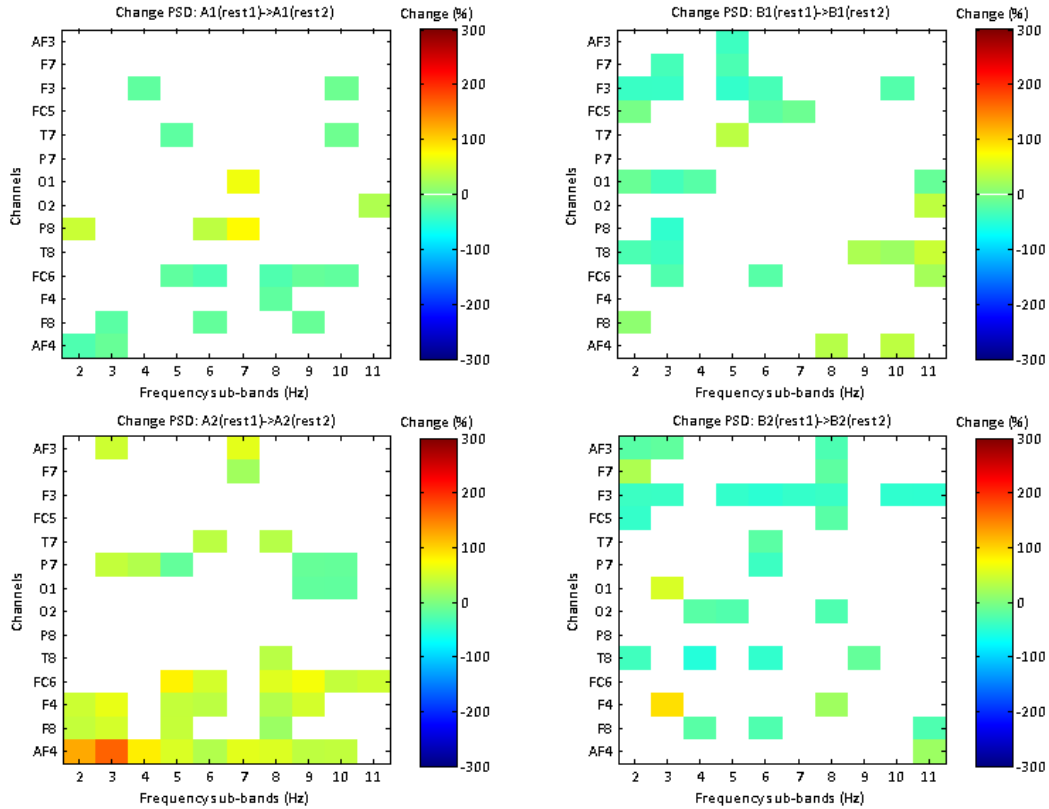 Change PSD: A1(rest1)->A1(rest2)
Change (%)
AF3
F7
F3
FC5
T7
P7
O1
O2
P8
T8
FC6
F4
F8
AF4
Channels
2 3 4 5 6 7 8 9 10 11
Frequency sub-bands (Hz)
300
200
100
0
-100
-200
-300
Change PSD: B1(rest1)->B1(rest2)
Change (%)
AF3
F7
F3
FC5
T7
P7
O1
O2
P8
T8
FC6
F4
F8
AF4
Channels
2 3 4 5 6 7 8 9 10 11
Frequency sub-bands (Hz)
300
200
100
0
-100
-200
-300
Change PSD: A2(rest1)->A2(rest2)
Change (%)
AF3
F7
F3
FC5
T7
P7
O1
O2
P8
T8
FC6
F4
F8
AF4
Channels
2 3 4 5 6 7 8 9 10 11
Frequency sub-bands (Hz)
300
200
100
0
-100
-200
-300
Change PSD: B2(rest1)->B2(rest2)
Change (%)
AF3
F7
F3
FC5
T7
P7
O1
O2
P8
T8
FC6
F4
F8
AF4
Channels
2 3 4 5 6 7 8 9 10 11
Frequency sub-bands (Hz)
300
200
100
0
-100
-200
-300